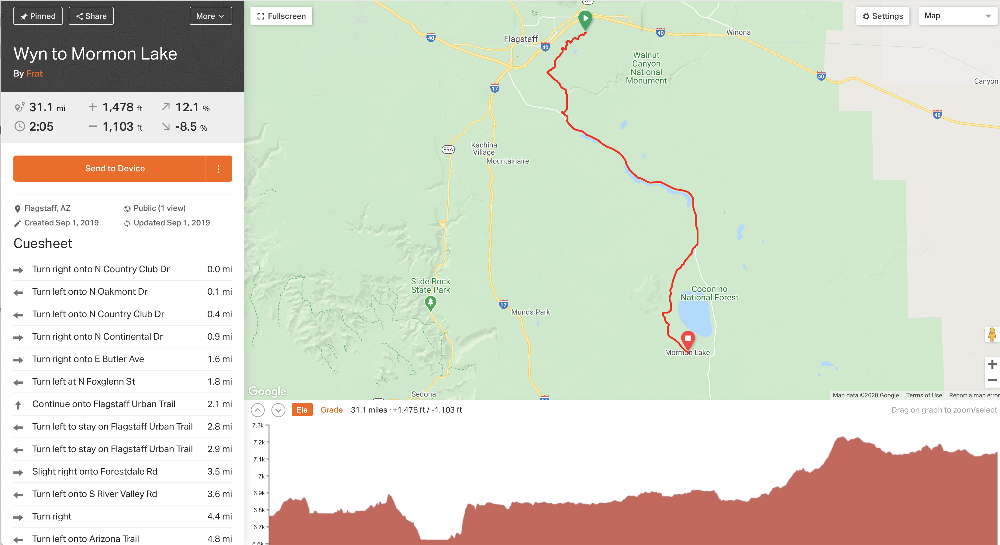 Pinned
Share
More
Wyn to Mormon Lake
By Frat
31.1 mi
1,478 ft
12.1 %
2:05
1,103 ft
-8.5 %
Send to Device
Flagstaff, AZ
Public (1 view)
Created Sep 1, 2019
Updated Sep 1, 2019
Cuesheet
Turn right onto N Country Club Dr 0.0 mi
Turn left onto N Oakmont Dr 0.1 mi
Turn left onto N Country Club Dr 0.4 mi
Turn right onto N Continental Dr 0.9 mi
Turn right onto E Butler Ave 1.6 mi
Turn left at N Foxglenn St 1.8 mi
Continue onto Flagstaff Urban Trail 2.1 mi
Turn left to stay on Flagstaff Urban Trail 2.8 mi
Turn left to stay on Flagstaff Urban Trail 2.9 mi
Slight right onto Forestdale Rd 3.5 mi
Turn left onto S River Valley Rd 3.6 mi
Turn right 4.4 mi
Turn left onto Arizona Trail 4.8 mi
Fullscreen
Settings
Map
89
40
40
40
Winona
Flagstaff
Walnut
Canyon
National
Monument
40
Canyon
17
40
Kachina
Village
89A
Mountainaire
Slide Rock
State Park
Coconino
National Forest
17
Munds Park
Mormon Lake
Sedona
17
Google
Map data ©2020 Google
Terms of Use
Report a map error
Ele
Grade
31.1 miles · +1,478 ft / -1,103 ft
Drag on graph to zoom/select
7.3k
7.2k
7.1k
7k
6.9k
6.8k
6.7k
6.6k